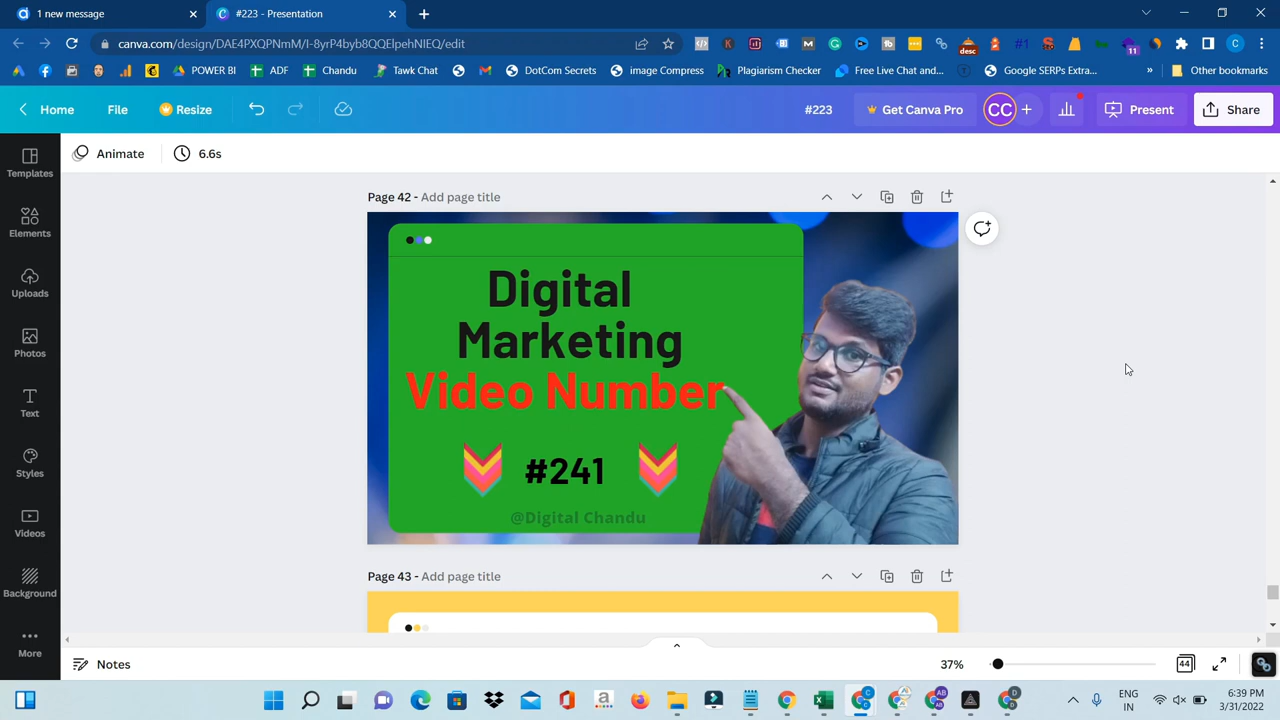 1 new message
#223 - Presentation
canva.com/design/DAE4PXQPNmM/I-8yrP4byb8QQElpehNIEQ/edit
desc
#1
11
C
POWER BI
ADF
Chandu
Tawk Chat
DotCom Secrets
image Compress
Plagiarism Checker
Free Live Chat and...
Google SERPs Extra...
»
Other bookmarks
Home
File
Resize
#223
Get Canva Pro
CC
Present
Share
Animate
6.6s
Templates
Elements
Uploads
Photos
Text
Styles
Videos
Background
More
Page 42 - Add page title
Digital
Marketing
Video Number
#241
@Digital Chandu
Page 43 - Add page title
Notes
37%
44
ENG
IN
6:39 PM
3/31/2022